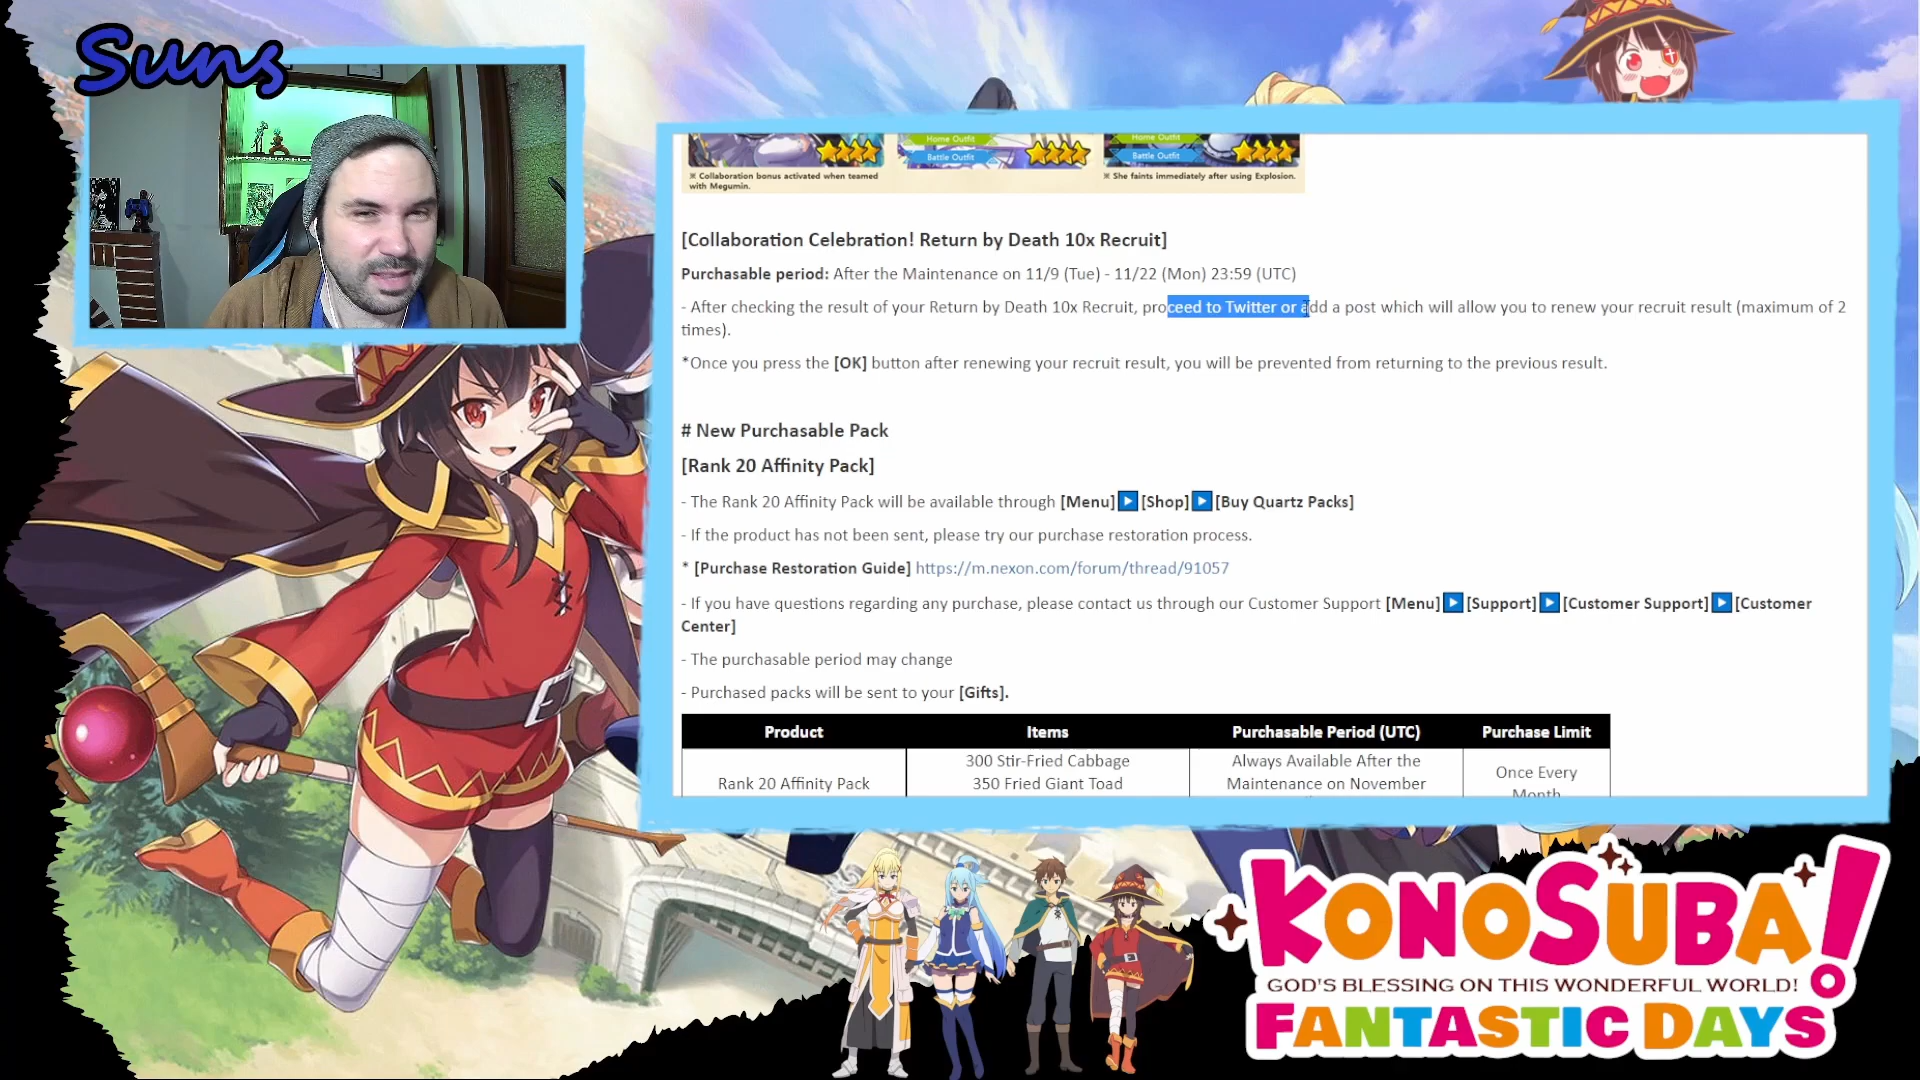 Suns
Home Outfit
Battle Outfit
Home Outfit
Battle Outfit
※ Collaboration bonus activated when teamed
with Megumin.
※ She faints immediately after using Explosion.
[Collaboration Celebration! Return by Death 10x Recruit]
Purchasable period: After the Maintenance on 11/9 (Tue) - 11/22 (Mon) 23:59 (UTC)
- After checking the result of your Return by Death 10x Recruit, proceed to Twitter or add a post which will allow you to renew your recruit result (maximum of 2
times).
*Once you press the [OK] button after renewing your recruit result, you will be prevented from returning to the previous result.
# New Purchasable Pack
[Rank 20 Affinity Pack]
- The Rank 20 Affinity Pack will be available through [Menu]▶[Shop]▶[Buy Quartz Packs]
- If the product has not been sent, please try our purchase restoration process.
* [Purchase Restoration Guide] https://m.nexon.com/forum/thread/91057
- If you have questions regarding any purchase, please contact us through our Customer Support [Menu]▶[Support]▶[Customer Support]▶[Customer
Center]
- The purchasable period may change
- Purchased packs will be sent to your [Gifts].
Product Items Purchasable Period (UTC) Purchase Limit
Rank 20 Affinity Pack
300 Stir-Fried Cabbage
350 Fried Giant Toad
Always Available After the
Maintenance on November
Once Every
Month
KONOSUBA!
GOD'S BLESSING ON THIS WONDERFUL WORLD!
FANTASTIC DAYS